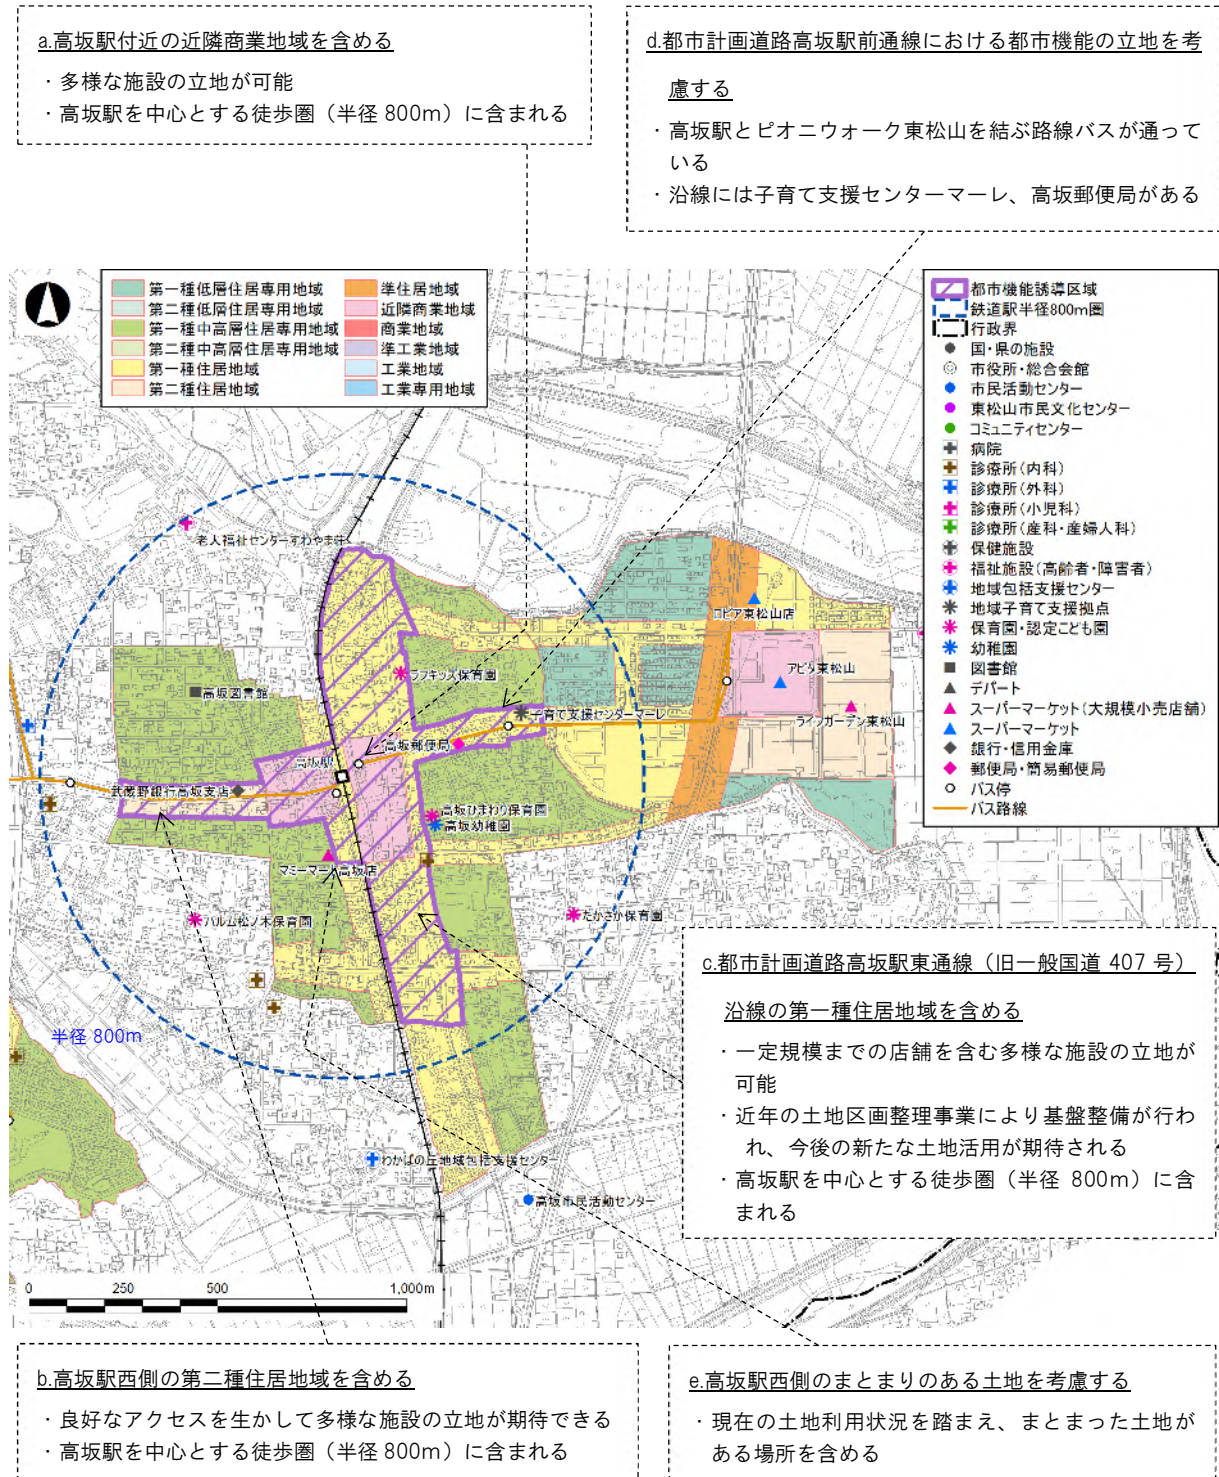 a.高坂駅付近の近隣商業地域を含める
・多様な施設の立地が可能
・高坂駅を中心とする徒歩圏（半径 800m）に含まれる
d.都市計画道路高坂駅前通線における都市機能の立地を考
慮する
・高坂駅とピオニウォーク東松山を結ぶ路線バスが通って
いる
・沿線には子育て支援センターマーレ、高坂郵便局がある
第一種低層住居専用地域
第二種低層住居専用地域
第一種中高層住居専用地域
第二種中高層住居専用地域
第一種住居地域
第二種住居地域
準住居地域
近隣商業地域
商業地域
準工業地域
工業地域
工業専用地域
都市機能誘導区域
鉄道駅半径800m圏
行政界
国・県の施設
市役所・総合会館
市民活動センター
東松山市民文化センター
コミュニティセンター
病院
診療所(内科)
診療所(外科)
診療所(小児科)
診療所(産科・産婦人科)
保健施設
福祉施設(高齢者・障害者)
地域包括支援センター
地域子育て支援拠点
保育園・認定こども園
幼稚園
図書館
デパート
スーパーマーケット(大規模小売店舗)
スーパーマーケット
銀行・信用金庫
郵便局・簡易郵便局
バス停
バス路線
老人福祉センターすわやま荘
ロピア東松山店
アピタ東松山
ラフキッズ保育園
高坂図書館
子育て支援センターマーレ
ライフガーデン東松山
高坂郵便局
高坂駅
武蔵野銀行高坂支店
高坂ひまわり保育園
高坂幼稚園
マミーマート高坂店
パルム松ノ木保育園
たかさか保育園
半径 800m
わかばの丘地域包括支援センター
高坂市民活動センター
0 250 500 1,000m
c.都市計画道路高坂駅東通線（旧一般国道 407 号）
沿線の第一種住居地域を含める
・一定規模までの店舗を含む多様な施設の立地が
可能
・近年の土地区画整理事業により基盤整備が行わ
れ、今後の新たな土地活用が期待される
・高坂駅を中心とする徒歩圏（半径 800m）に含
まれる
b.高坂駅西側の第二種住居地域を含める
・良好なアクセスを生かして多様な施設の立地が期待できる
・高坂駅を中心とする徒歩圏（半径 800m）に含まれる
e.高坂駅西側のまとまりのある土地を考慮する
・現在の土地利用状況を踏まえ、まとまった土地が
ある場所を含める